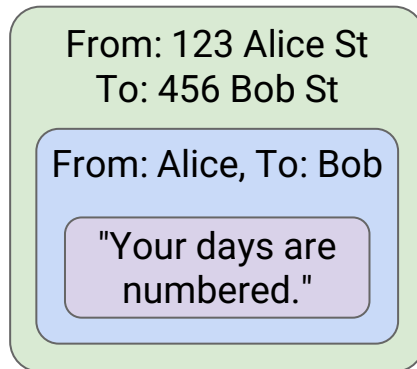 From: 123 Alice St
To: 456 Bob St
From: Alice, To: Bob
"Your days are
numbered."